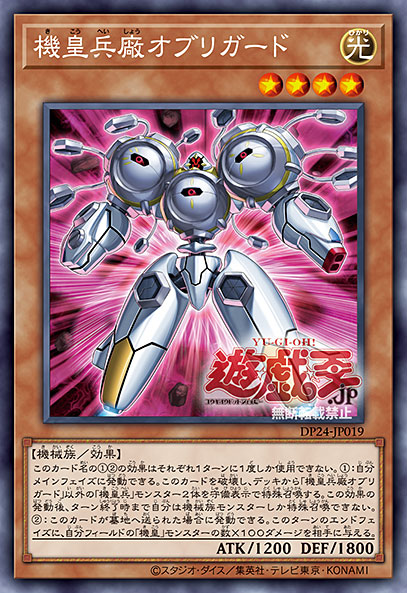 機皇兵廠オブリガード
光
YU-GI-OH!
遊戯王.jp
無断転載禁止
DP24-JP019
【機械族／効果】
このカード名の①②の効果はそれぞれ1ターンに1度しか使用できない。①:自分
メインフェイズに発動できる。このカードを破壊し、デッキから「機皇兵廠オブリ
ガード」以外の「機皇兵」モンスター2体を守備表示で特殊召喚する。この効果の
発動後、ターン終了時まで自分は機械族モンスターしか特殊召喚できない。
②:このカードが墓地へ送られた場合に発動できる。このターンのエンドフェ
イズに、自分フィールドの「機皇」モンスターの数×100ダメージを相手に与える。
ATK/1200 DEF/1800
©スタジオ・ダイス／集英社・テレビ東京・KONAMI